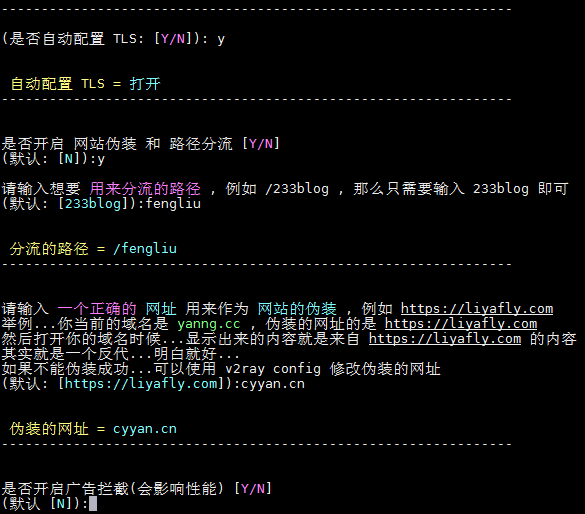 ----------------------------------------------------------------
(是否自动配置 TLS: [Y/N]): y
自动配置 TLS = 打开
----------------------------------------------------------------
是否开启 网站伪装 和 路径分流 [Y/N]
(默认: [N]):y
请输入想要 用来分流的路径 , 例如 /233blog , 那么只需要输入 233blog 即可
(默认: [233blog]):fengliu
分流的路径 = /fengliu
----------------------------------------------------------------
请输入 一个正确的 网址 用来作为 网站的伪装 , 例如 https://liyafly.com
举例...你当前的域名是 yanng.cc , 伪装的网址的是 https://liyafly.com
然后打开你的域名时候...显示出来的内容就是来自 https://liyafly.com 的内容
其实就是一个反代...明白就好...
如果不能伪装成功...可以使用 v2ray config 修改伪装的网址
(默认: [https://liyafly.com]):cyyan.cn
伪装的网址 = cyyan.cn
----------------------------------------------------------------
是否开启广告拦截(会影响性能) [Y/N]
(默认 [N]):